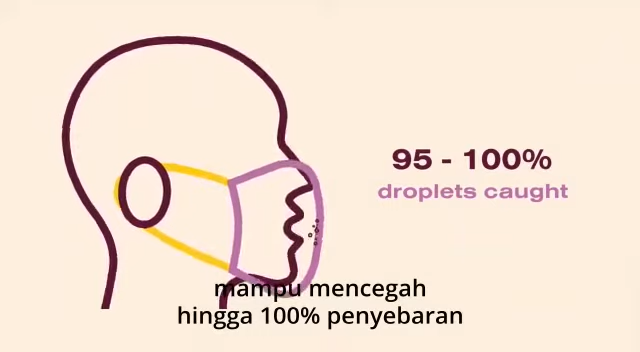 95 - 100%
droplets caught
mampu mencegah
hingga 100% penyebaran